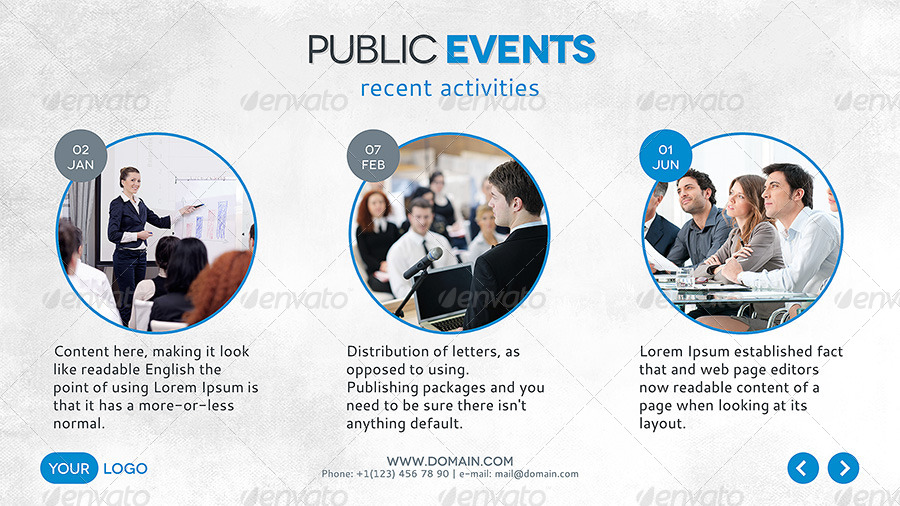 PUBLIC EVENTS
recent activities
02
JAN
07
FEB
01
JUN
Content here, making it look
like readable English the
point of using Lorem Ipsum is
that it has a more-or-less
normal.
Distribution of letters, as
opposed to using.
Publishing packages and you
need to be sure there isn't
anything default.
Lorem Ipsum established fact
that and web page editors
now readable content of a
page when looking at its
layout.
YOUR LOGO
WWW.DOMAIN.COM
Phone: +1(123) 456 78 90 | e-mail: mail@domain.com
envato